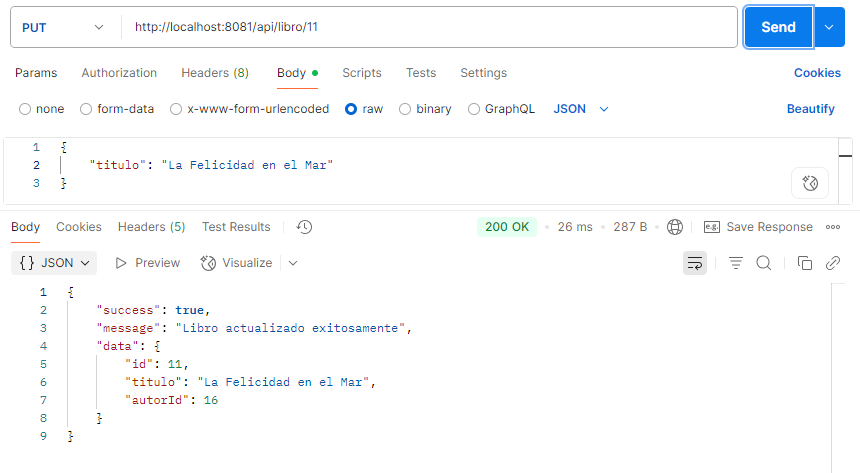 PUT http://localhost:8081/api/libro/11 Send
Params Authorization Headers (8) Body Scripts Tests Settings Cookies
none form-data x-www-form-urlencoded raw binary GraphQL JSON Beautify
1 {
2 "titulo": "La Felicidad en el Mar"
3 }
Body Cookies Headers (5) Test Results 200 OK • 26 ms • 287 B • e.g. Save Response
{} JSON Preview Visualize
1 {
2 "success": true,
3 "message": "Libro actualizado exitosamente",
4 "data": {
5 "id": 11,
6 "titulo": "La Felicidad en el Mar",
7 "autorId": 16
8 }
9 }